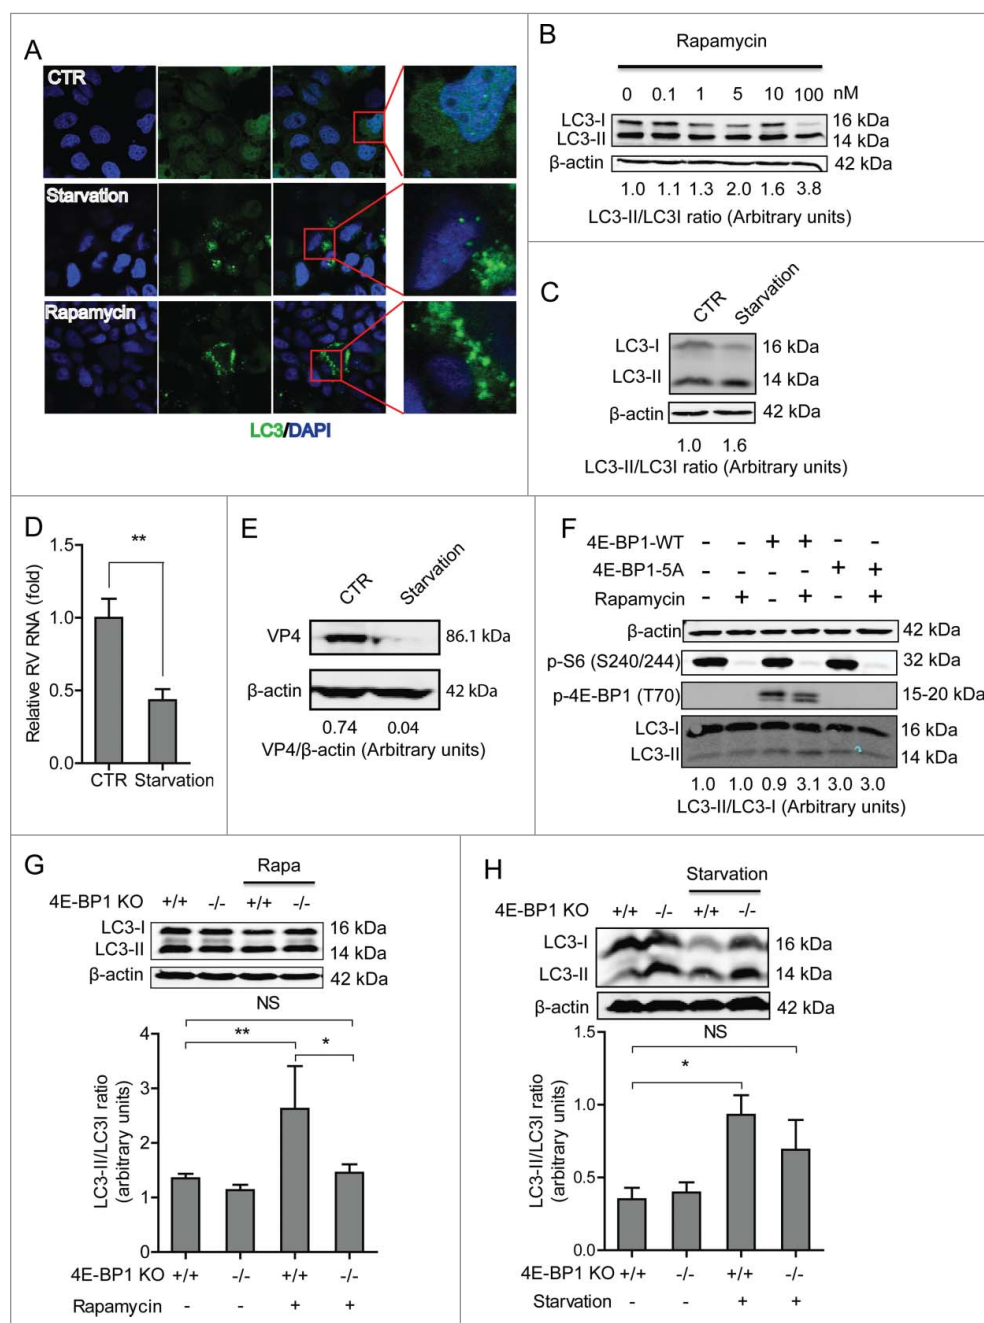 A
CTR
Starvation
Rapamycin
LC3/DAPI
B
Rapamycin
0 0.1 1 5 10 100 nM
LC3-I 16 kDa
LC3-II 14 kDa
β-actin 42 kDa
1.0 1.1 1.3 2.0 1.6 3.8
LC3-II/LC3I ratio (Arbitrary units)
C
CTR Starvation
LC3-I 16 kDa
LC3-II 14 kDa
β-actin 42 kDa
1.0 1.6
LC3-II/LC3I ratio (Arbitrary units)
D
Relative RV RNA (fold)
1.5
1.0
0.5
0.0
**
CTR Starvation
E
CTR Starvation
VP4 86.1 kDa
β-actin 42 kDa
0.74 0.04
VP4/β-actin (Arbitrary units)
F
4E-BP1-WT - - + + - -
4E-BP1-5A - - - - + +
Rapamycin - + - + - +
β-actin 42 kDa
p-S6 (S240/244) 32 kDa
p-4E-BP1 (T70) 15-20 kDa
LC3-I 16 kDa
LC3-II 14 kDa
1.0 1.0 0.9 3.1 3.0 3.0
LC3-II/LC3-I (Arbitrary units)
G
Rapa
4E-BP1 KO +/+ -/- +/+ -/-
LC3-I 16 kDa
LC3-II 14 kDa
β-actin 42 kDa
NS
**
*
LC3-II/LC3I ratio
(arbitrary units)
4
3
2
1
0
4E-BP1 KO +/+ -/- +/+ -/-
Rapamycin - - + +
H
Starvation
4E-BP1 KO +/+ -/- +/+ -/-
LC3-I 16 kDa
LC3-II 14 kDa
β-actin 42 kDa
NS
*
LC3-II/LC3I ratio
(arbitrary units)
1.5
1.0
0.5
0.0
4E-BP1 KO +/+ -/- +/+ -/-
Starvation - - + +